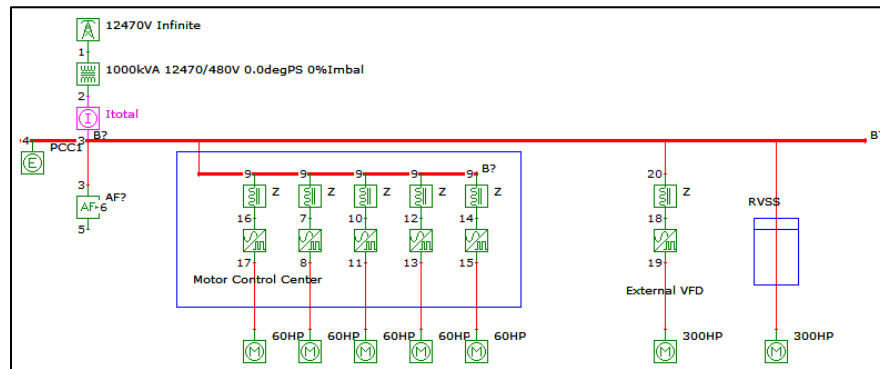 12470V Infinite
1
1000kVA 12470/480V 0.0degPS 0%Imbal
2
I Itotal
4 3 B? B?
E PCC1
9 9 9 9 9 B? 20
3 AF? Z Z Z Z Z Z RVSS
AF 6 16 7 10 12 14 18
5
17 8 11 13 15 19
Motor Control Center External VFD
60HP 60HP 60HP 60HP 60HP 300HP 300HP
M M M M M M M